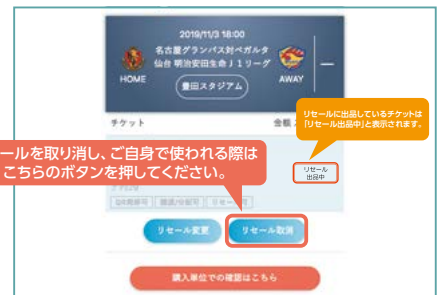 2019/11/3 18:00
名古屋グランパス対ベガルタ
仙台 明治安田生命J1リーグ
HOME
AWAY
豊田スタジアム
チケット
金額
リセールに出品しているチケットは
「リセール出品中」と表示されます。
ールを取り消し、ご自身で使われる際は
こちらのボタンを押してください。
リセール
出品中
リセール変更
リセール取消
購入単位での確認はこちら